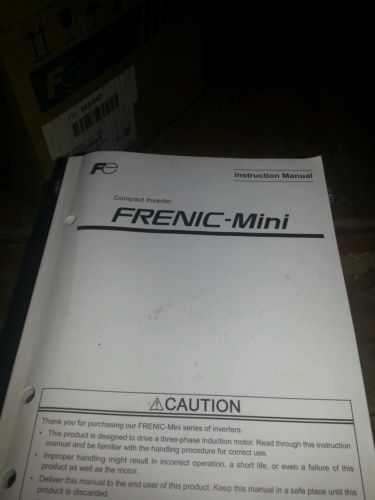 Fe
Instruction Manual
Compact Inverter
FRENIC-Mini
⚠CAUTION
Thank you for purchasing our FRENIC-Mini series of inverters.
• This product is designed to drive a three-phase induction motor. Read through this instruction
manual and be familiar with the handling procedure for correct use.
• Improper handling might result in incorrect operation, a short life, or even a failure of this
product as well as the motor.
• Deliver this manual to the end user of this product. Keep this manual in a safe place until this
product is discarded.